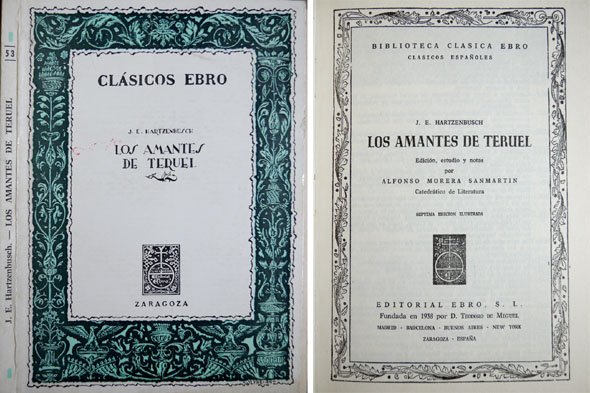 53
J. E. Hartzenbusch. — LOS AMANTES DE TERUEL
CLÁSICOS EBRO
J. E. HARTZENBUSCH
LOS AMANTES
DE TERUEL
ZARAGOZA
BIBLIOTECA CLASICA EBRO
CLASICOS ESPAÑOLES
J. E. HARTZENBUSCH
LOS AMANTES DE TERUEL
Edición, estudio y notas
por
ALFONSO MORERA SANMARTIN
Catedrático de Literatura
SEPTIMA EDICION ILUSTRADA
EDITORIAL EBRO, S. L.
Fundada en 1938 por D. TEODORO DE MIGUEL
MADRID - BARCELONA - BUENOS AIRES - NEW YORK
ZARAGOZA - ESPAÑA